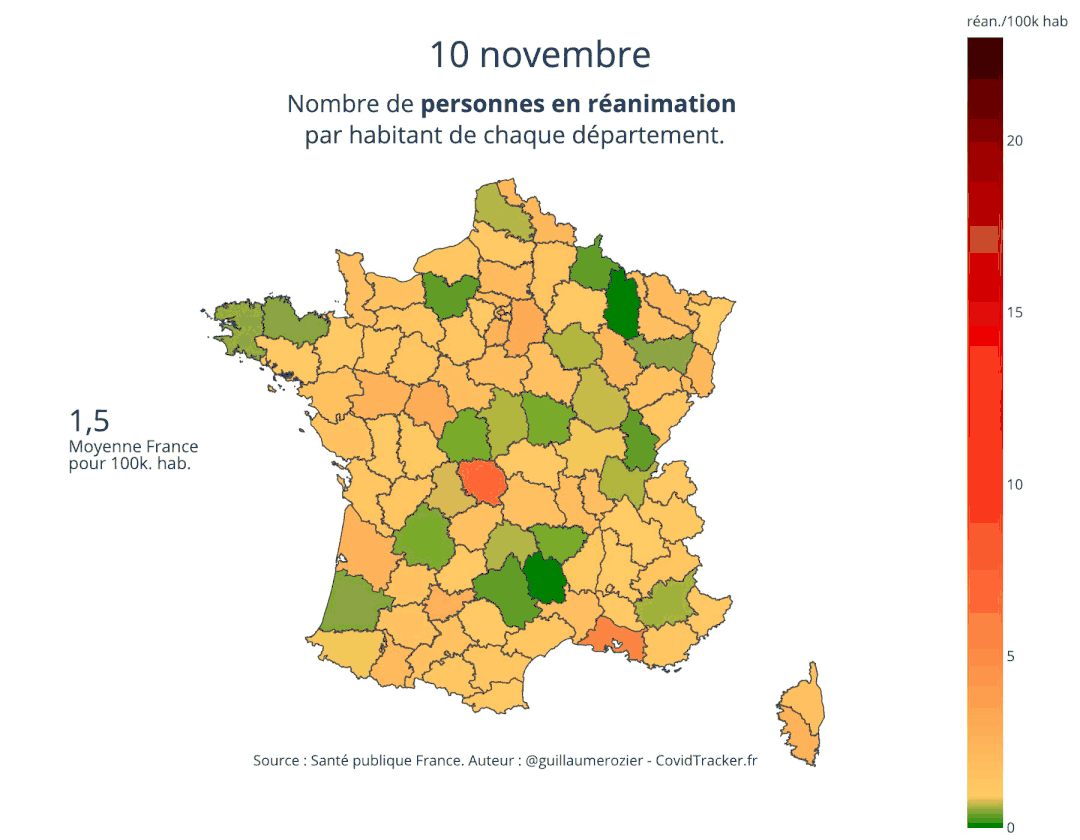 réan./100k hab
10 novembre
Nombre de personnes en réanimation
par habitant de chaque département.
20
15
10
5
0
1,5
Moyenne France
pour 100k. hab.
Source : Santé publique France. Auteur : @guillaumerozier - CovidTracker.fr